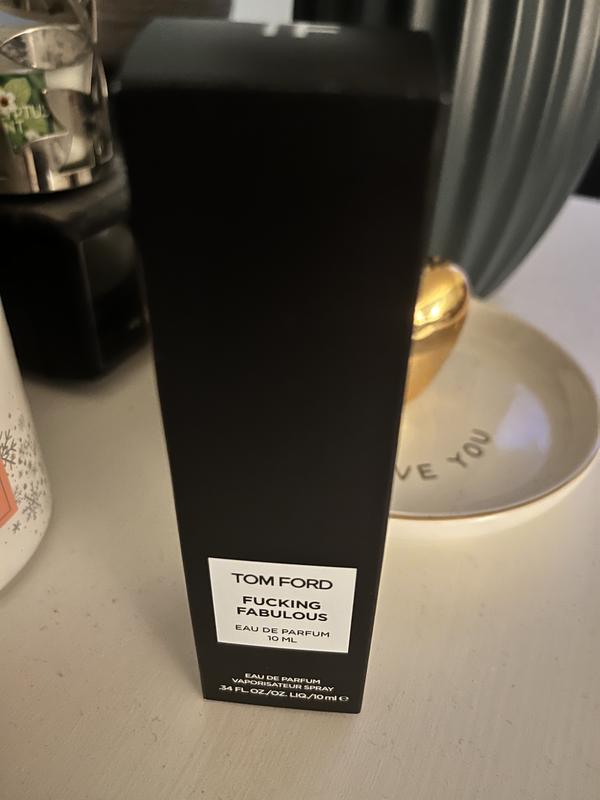 TF
TOM FORD
FUCKING
FABULOUS
EAU DE PARFUM
10 ML
EAU DE PARFUM
VAPORISATEUR SPRAY
.34 FL. OZ./OZ. LIQ./10 ml ℮
VE YOU